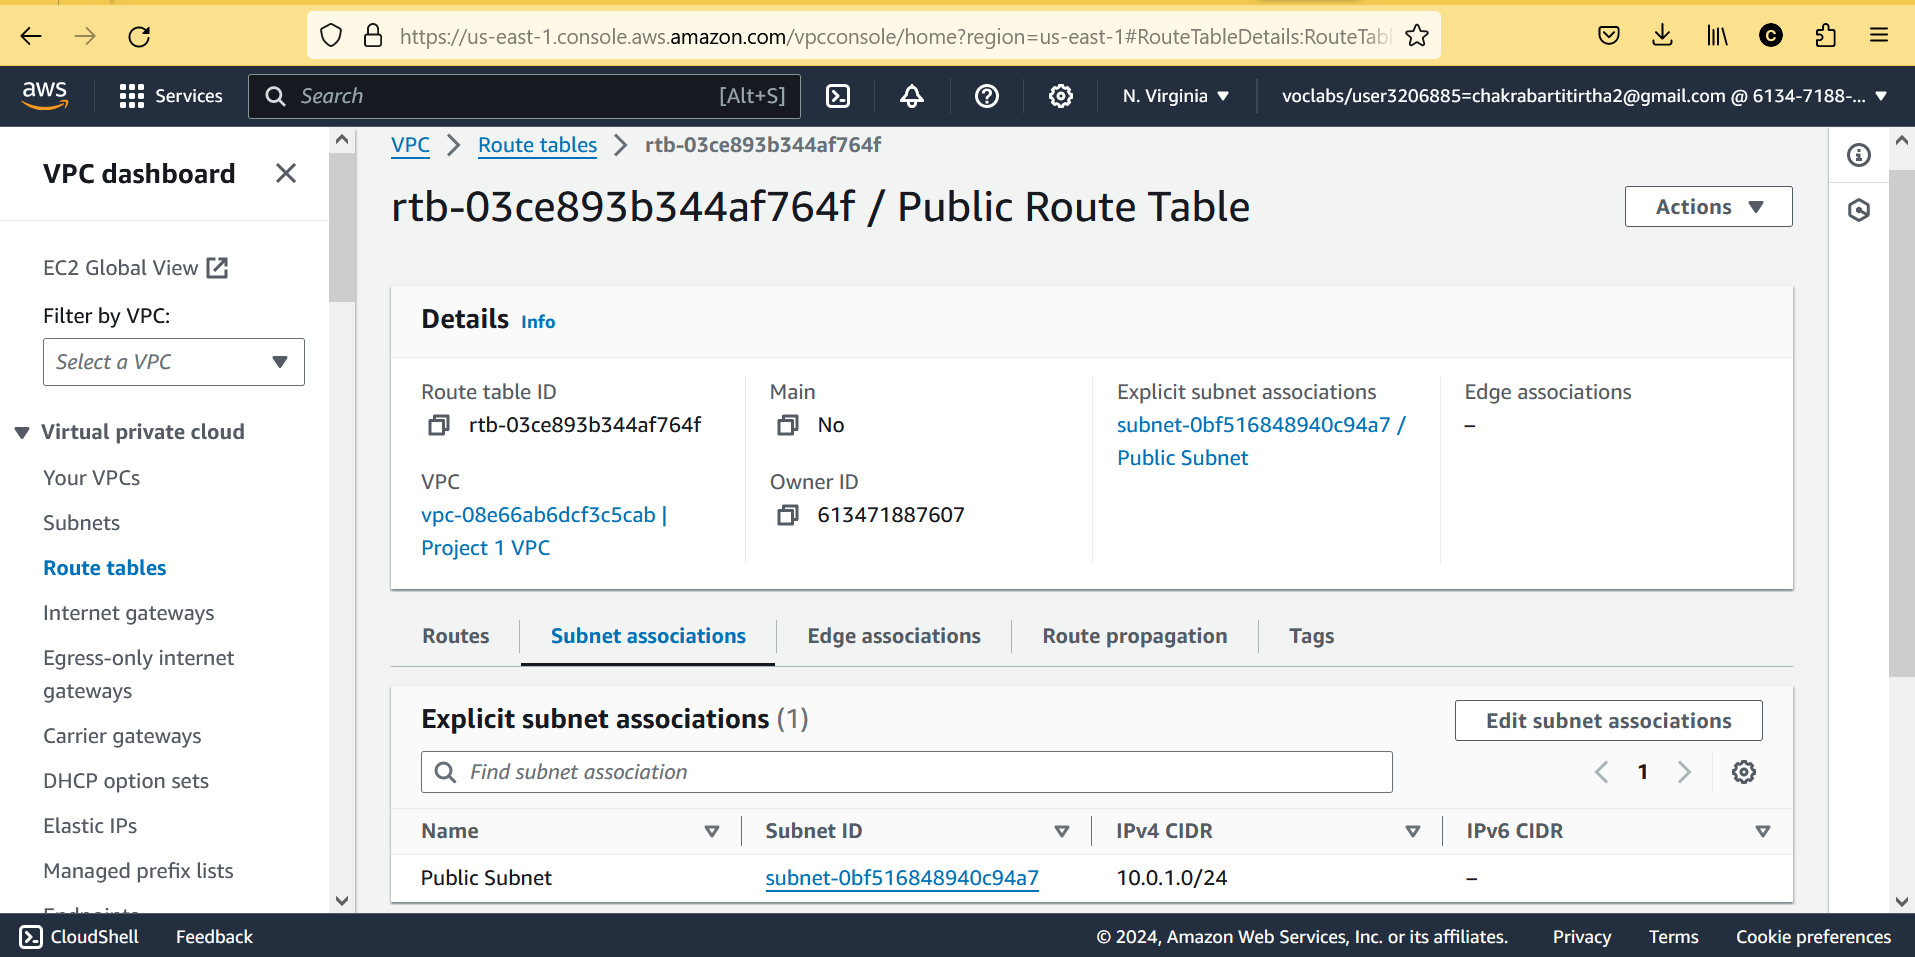 https://us-east-1.console.aws.amazon.com/vpcconsole/home?region=us-east-1#RouteTableDetails:RouteTabl
aws
Services
Search
[Alt+S]
N. Virginia
voclabs/user3206885=chakrabartitirtha2@gmail.com @ 6134-7188-...
VPC dashboard
EC2 Global View
Filter by VPC:
Select a VPC
Virtual private cloud
Your VPCs
Subnets
Route tables
Internet gateways
Egress-only internet
gateways
Carrier gateways
DHCP option sets
Elastic IPs
Managed prefix lists
Endpoints
VPC > Route tables > rtb-03ce893b344af764f
rtb-03ce893b344af764f / Public Route Table
Actions
Details Info
Route table ID
rtb-03ce893b344af764f
Main
No
Explicit subnet associations
subnet-0bf516848940c94a7 /
Public Subnet
Edge associations
–
VPC
vpc-08e66ab6dcf3c5cab |
Project 1 VPC
Owner ID
613471887607
Routes
Subnet associations
Edge associations
Route propagation
Tags
Explicit subnet associations (1)
Edit subnet associations
Find subnet association
1
Name
Subnet ID
IPv4 CIDR
IPv6 CIDR
Public Subnet
subnet-0bf516848940c94a7
10.0.1.0/24
–
CloudShell
Feedback
© 2024, Amazon Web Services, Inc. or its affiliates.
Privacy
Terms
Cookie preferences